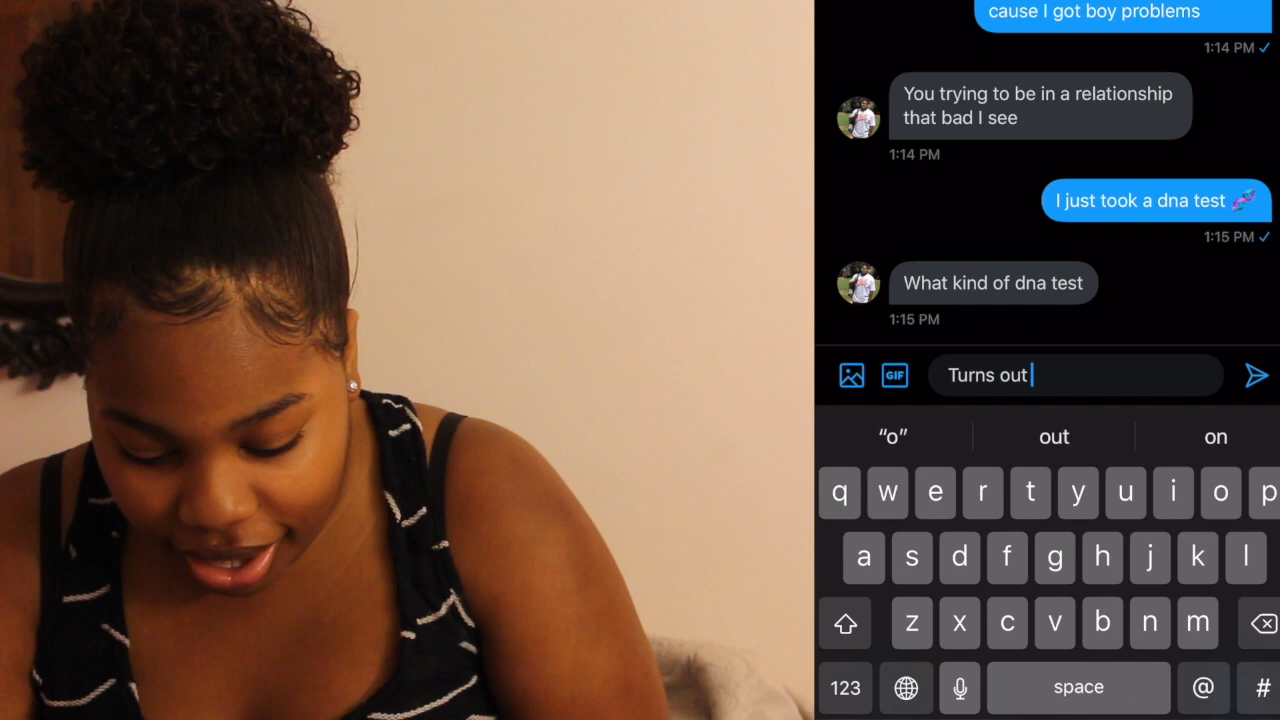 cause I got boy problems
1:14 PM
You trying to be in a relationship
that bad I see
1:14 PM
I just took a dna test
1:15 PM
What kind of dna test
1:15 PM
GIF Turns out
“o” out on
q w e r t y u i o p
a s d f g h j k l
z x c v b n m
123 space @ #